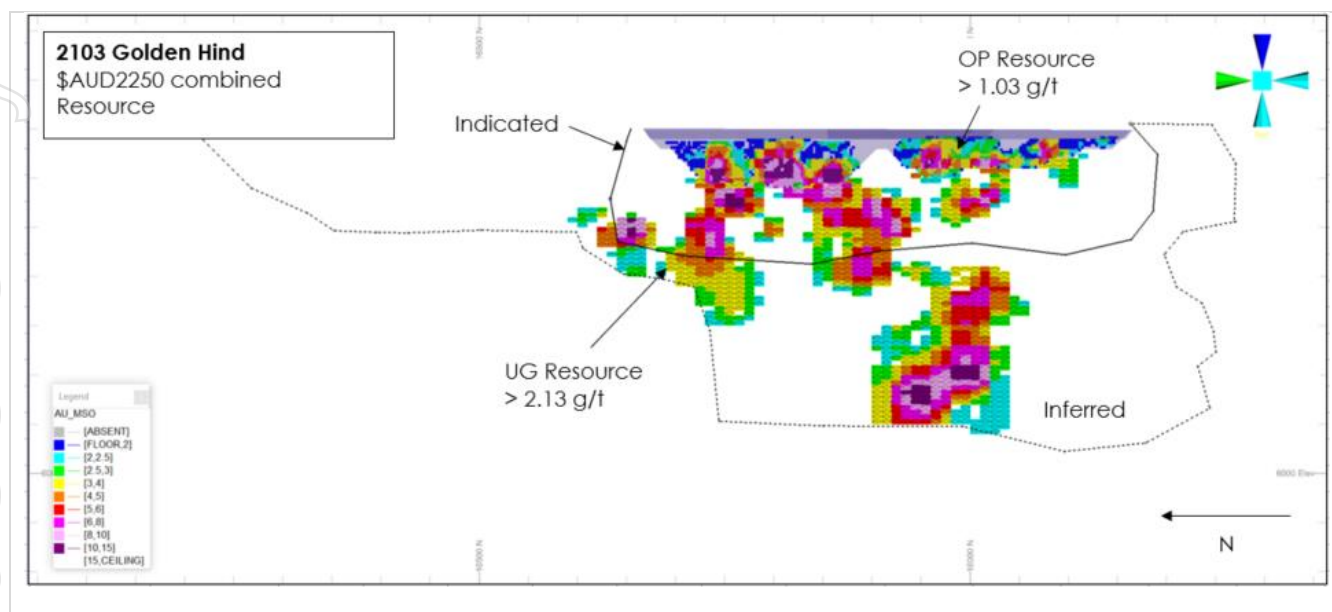 2103 Golden Hind
$AUD2250 combined
Resource
Indicated
OP Resource
> 1.03 g/t
UG Resource
> 2.13 g/t
Inferred
N
Legend
AU_MSO
[ABSENT]
[FLOOR,2]
[2,2.5]
[2.5,3]
[3,4]
[4,5]
[5,6]
[6,8]
[8,10]
[10,15]
[15,CEILING]
6000 Elev